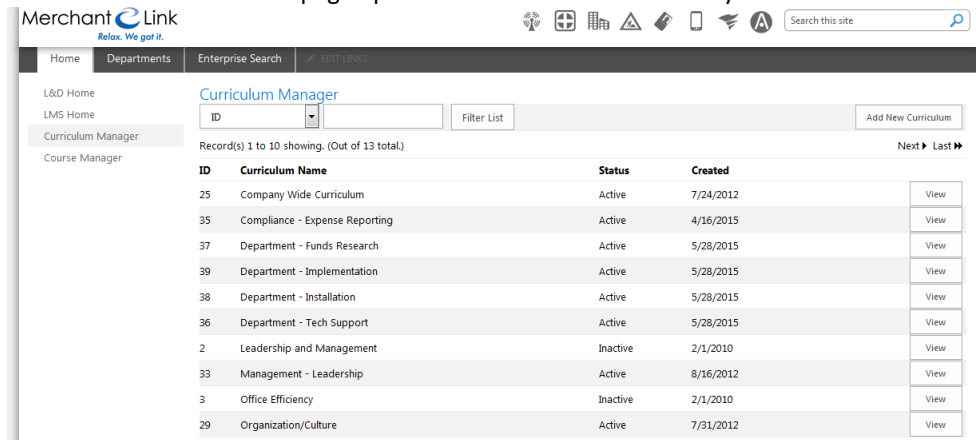 Merchant Link
Relax. We got it.
Search this site
Home Departments Enterprise Search EDIT LINKS
L&D Home
LMS Home
Curriculum Manager
Course Manager
Curriculum Manager
ID Filter List Add New Curriculum
Record(s) 1 to 10 showing. (Out of 13 total.) Next Last
ID Curriculum Name Status Created
25 Company Wide Curriculum Active 7/24/2012 View
35 Compliance - Expense Reporting Active 4/16/2015 View
37 Department - Funds Research Active 5/28/2015 View
39 Department - Implementation Active 5/28/2015 View
38 Department - Installation Active 5/28/2015 View
36 Department - Tech Support Active 5/28/2015 View
2 Leadership and Management Inactive 2/1/2010 View
33 Management - Leadership Active 8/16/2012 View
3 Office Efficiency Inactive 2/1/2010 View
29 Organization/Culture Active 7/31/2012 View